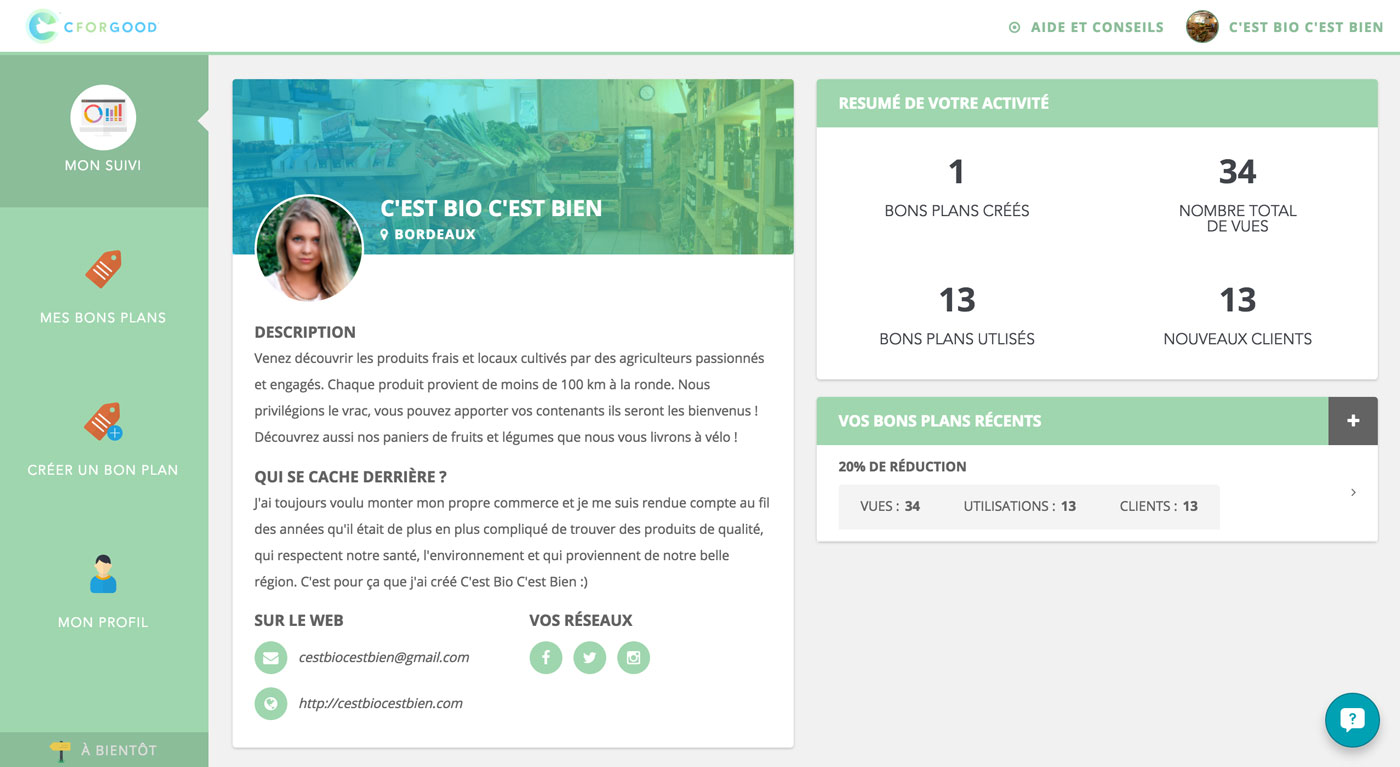 CFORGOOD
AIDE ET CONSEILS
C'EST BIO C'EST BIEN
MON SUIVI
MES BONS PLANS
CRÉER UN BON PLAN
MON PROFIL
À BIENTÔT
C'EST BIO C'EST BIEN
BORDEAUX
DESCRIPTION
Venez découvrir les produits frais et locaux cultivés par des agriculteurs passionnés
et engagés. Chaque produit provient de moins de 100 km à la ronde. Nous
privilégions le vrac, vous pouvez apporter vos contenants ils seront les bienvenus !
Découvrez aussi nos paniers de fruits et légumes que nous vous livrons à vélo !
QUI SE CACHE DERRIÈRE ?
J'ai toujours voulu monter mon propre commerce et je me suis rendue compte au fil
des années qu'il était de plus en plus compliqué de trouver des produits de qualité,
qui respectent notre santé, l'environnement et qui proviennent de notre belle
région. C'est pour ça que j'ai créé C'est Bio C'est Bien :)
SUR LE WEB
cestbiocestbien@gmail.com
http://cestbiocestbien.com
VOS RÉSEAUX
RESUMÉ DE VOTRE ACTIVITÉ
1
BONS PLANS CRÉÉS
34
NOMBRE TOTAL
DE VUES
13
BONS PLANS UTLISÉS
13
NOUVEAUX CLIENTS
VOS BONS PLANS RÉCENTS
20% DE RÉDUCTION
VUES : 34 UTILISATIONS : 13 CLIENTS : 13